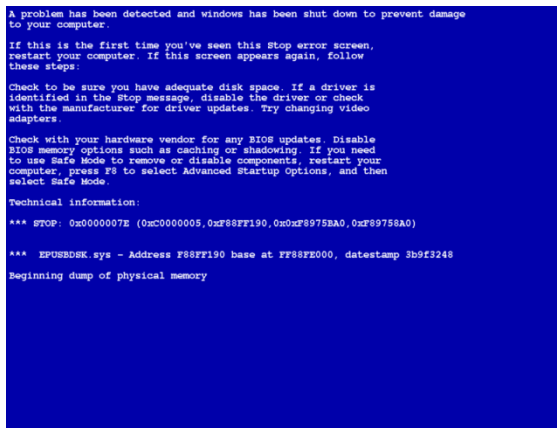 A problem has been detected and windows has been shut down to prevent damage
to your computer.
If this is the first time you've seen this Stop error screen,
restart your computer. If this screen appears again, follow
these steps:
Check to be sure you have adequate disk space. If a driver is
identified in the Stop message, disable the driver or check
with the manufacturer for driver updates. Try changing video
adapters.
Check with your hardware vendor for any BIOS updates. Disable
BIOS memory options such as caching or shadowing. If you need
to use Safe Mode to remove or disable components, restart your
computer, press F8 to select Advanced Startup Options, and then
select Safe Mode.
Technical information:
*** STOP: 0x0000007E (0xC0000005,0xF88FF190,0x0xF8975BA0,0xF89758A0)
*** EPUSBDSK.sys – Address F88FF190 base at FF88FE000, datestamp 3b9f3248
Beginning dump of physical memory